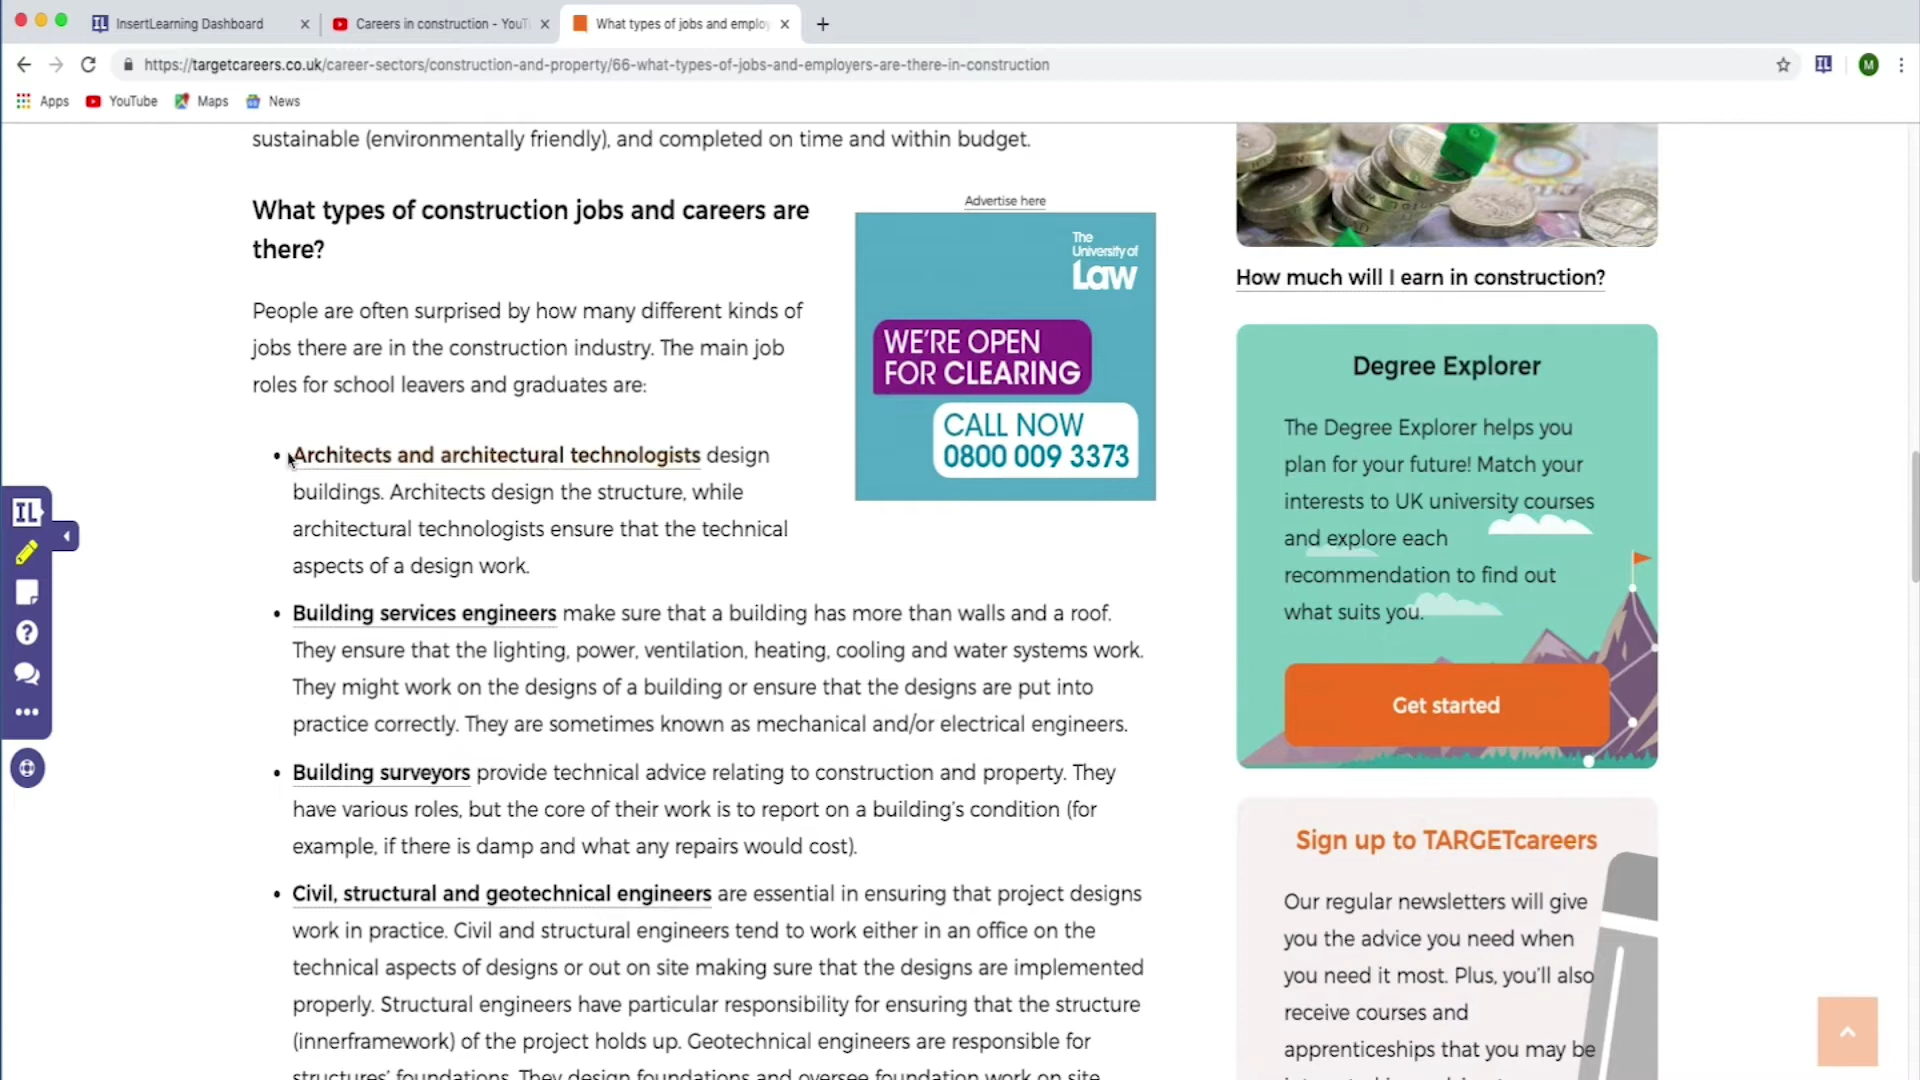 InsertLearning Dashboard
Careers in construction - YouT
What types of jobs and emplo
https://targetcareers.co.uk/career-sectors/construction-and-property/66-what-types-of-jobs-and-employers-are-there-in-construction
IL
M
Apps
YouTube
Maps
News
sustainable (environmentally friendly), and completed on time and within budget.
What types of construction jobs and careers are
there?
People are often surprised by how many different kinds of
jobs there are in the construction industry. The main job
roles for school leavers and graduates are:
• Architects and architectural technologists design
buildings. Architects design the structure, while
architectural technologists ensure that the technical
aspects of a design work.
• Building services engineers make sure that a building has more than walls and a roof.
They ensure that the lighting, power, ventilation, heating, cooling and water systems work.
They might work on the designs of a building or ensure that the designs are put into
practice correctly. They are sometimes known as mechanical and/or electrical engineers.
• Building surveyors provide technical advice relating to construction and property. They
have various roles, but the core of their work is to report on a building's condition (for
example, if there is damp and what any repairs would cost).
• Civil, structural and geotechnical engineers are essential in ensuring that project designs
work in practice. Civil and structural engineers tend to work either in an office on the
technical aspects of designs or out on site making sure that the designs are implemented
properly. Structural engineers have particular responsibility for ensuring that the structure
(innerframework) of the project holds up. Geotechnical engineers are responsible for
structures' foundations. They design foundations and oversee foundation work on site
Advertise here
The
University of
Law
WE'RE OPEN
FOR CLEARING
CALL NOW
0800 009 3373
How much will I earn in construction?
Degree Explorer
The Degree Explorer helps you
plan for your future! Match your
interests to UK university courses
and explore each
recommendation to find out
what suits you.
Get started
Sign up to TARGETcareers
Our regular newsletters will give
you the advice you need when
you need it most. Plus, you'll also
receive courses and
apprenticeships that you may be
IL